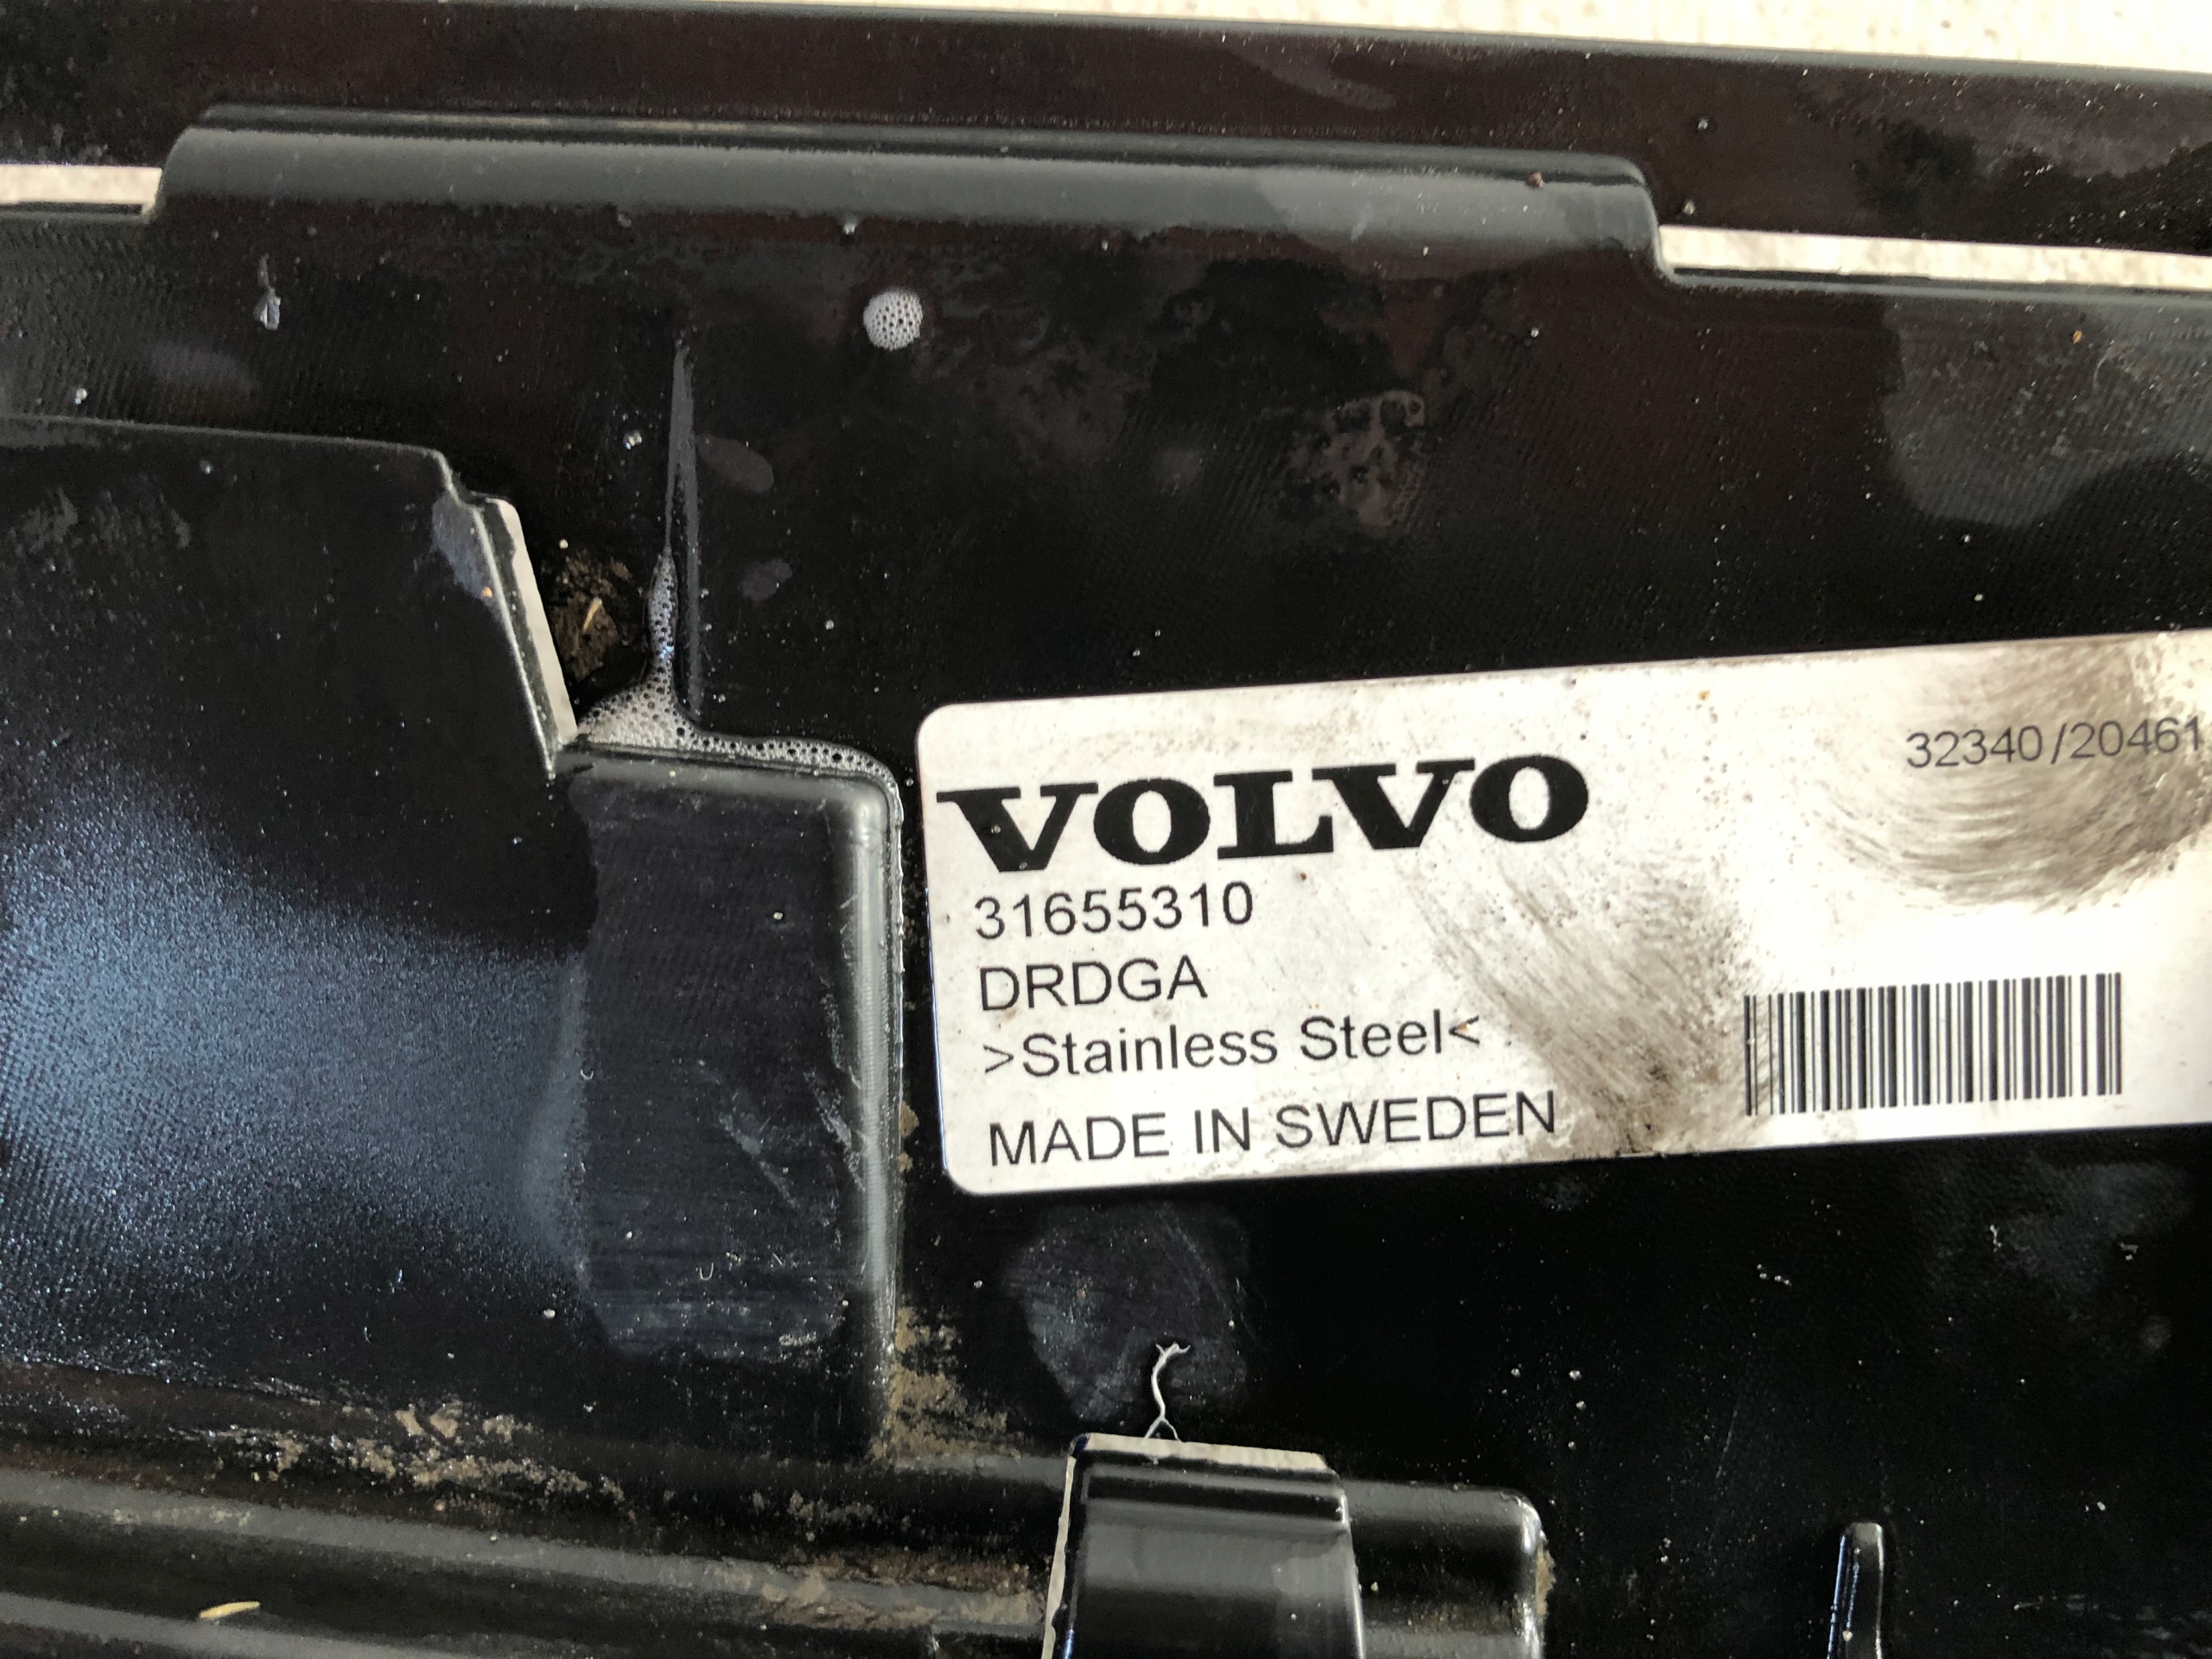 VOLVO
32340/20461
31655310
DRDGA
>Stainless Steel<
MADE IN SWEDEN